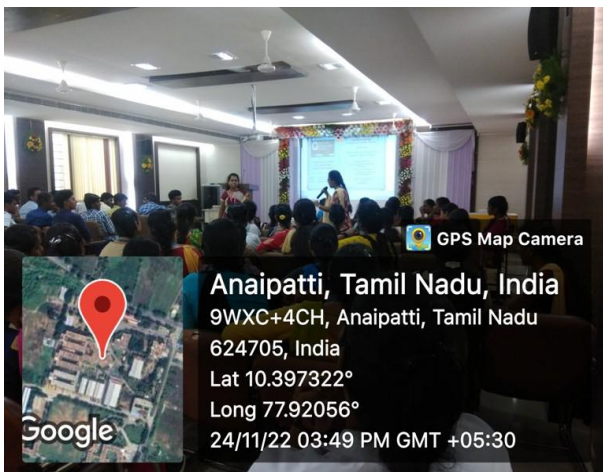 GPS Map Camera
Anaipatti, Tamil Nadu, India
9WXC+4CH, Anaipatti, Tamil Nadu
624705, India
Lat 10.397322°
Long 77.92056°
24/11/22 03:49 PM GMT +05:30
Google